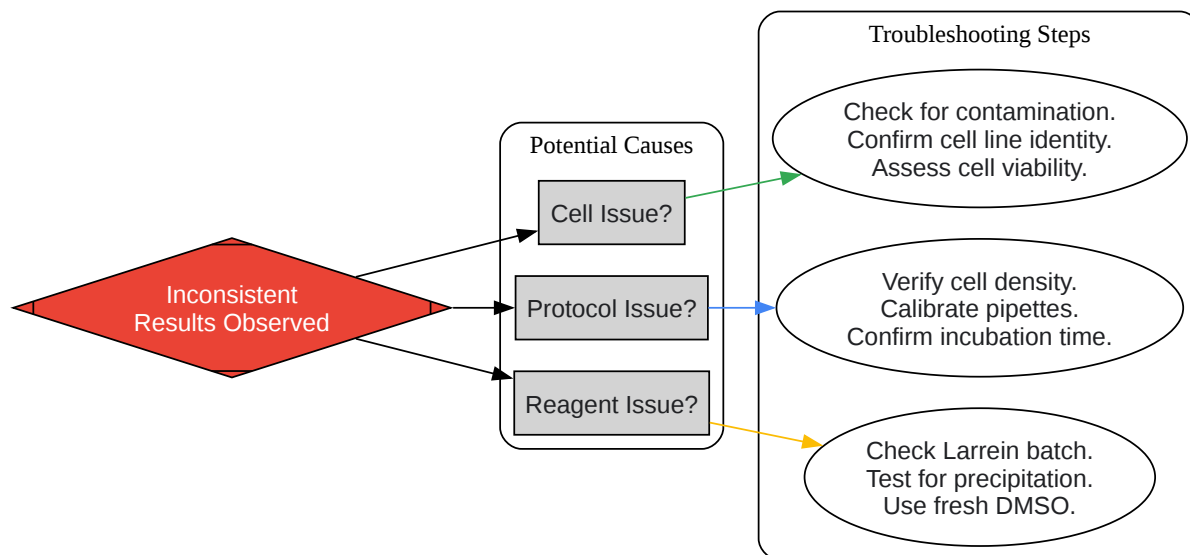 Inconsistent
Results Observed
Potential Causes
Cell Issue?
Protocol Issue?
Reagent Issue?
Troubleshooting Steps
Check for contamination.
Confirm cell line identity.
Assess cell viability.
Verify cell density.
Calibrate pipettes.
Confirm incubation time.
Check Larrein batch.
Test for precipitation.
Use fresh DMSO.